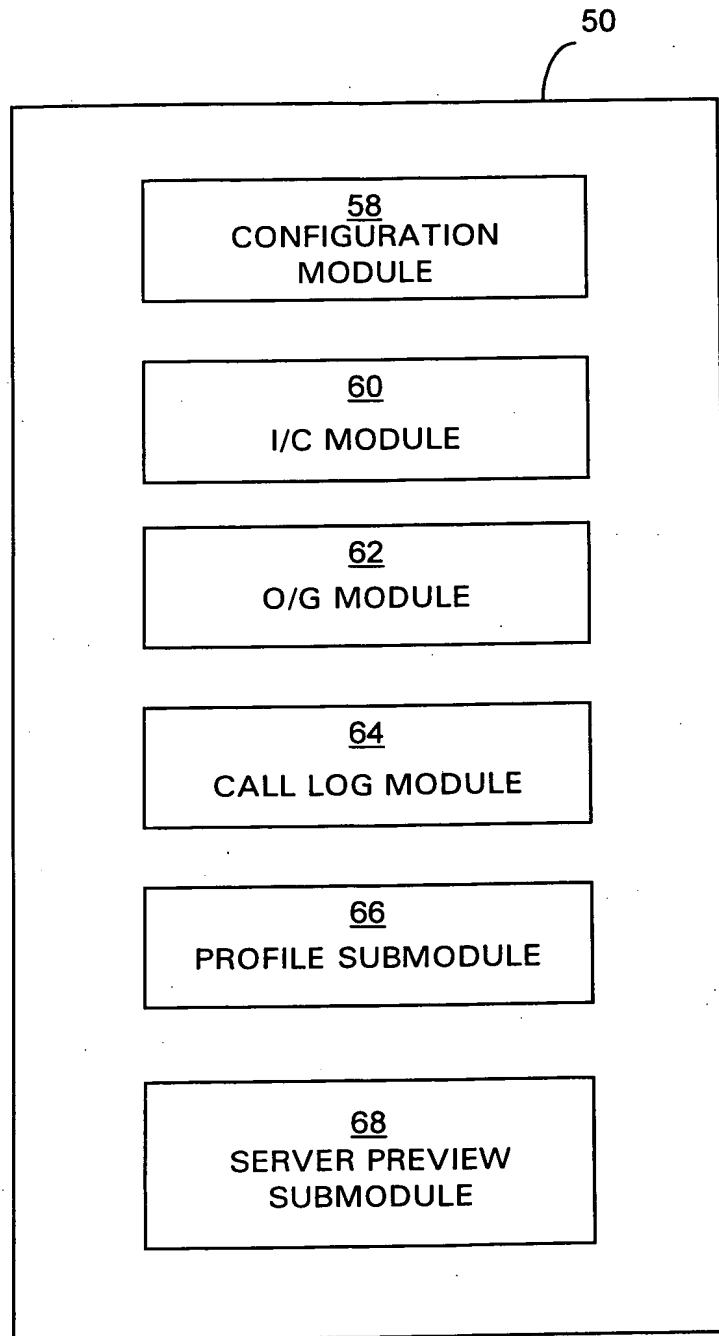 50
58
CONFIGURATION
MODULE
60
I/C MODULE
62
O/G MODULE
64
CALL LOG MODULE
66
PROFILE SUBMODULE
68
SERVER PREVIEW
SUBMODULE